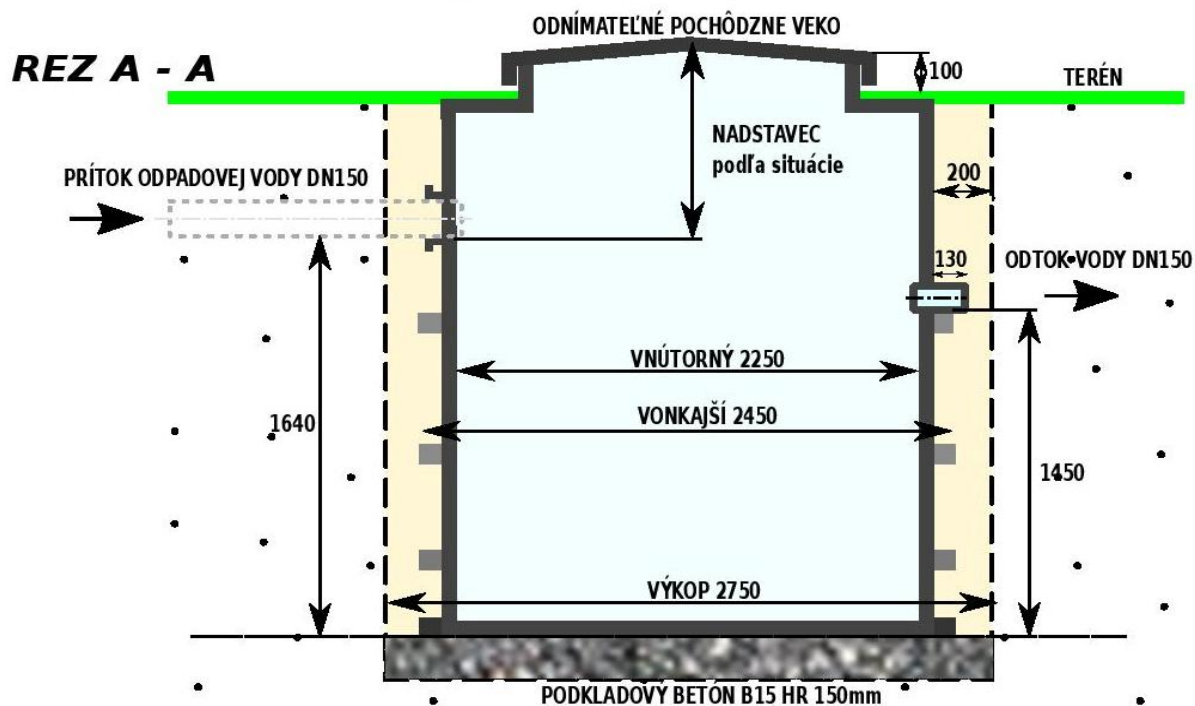 ODNÍMATEĽNÉ POCHÔDZNE VEKO
REZ A - A
100
TERÉN
NADSTAVEC
podľa situácie
PRÍTOK ODPADOVEJ VODY DN150
200
130
ODTOK VODY DN150
VNÚTORNÝ 2250
VONKAJŠÍ 2450
1640
1450
VÝKOP 2750
PODKLADOVÝ BETÓN B15 HR 150mm